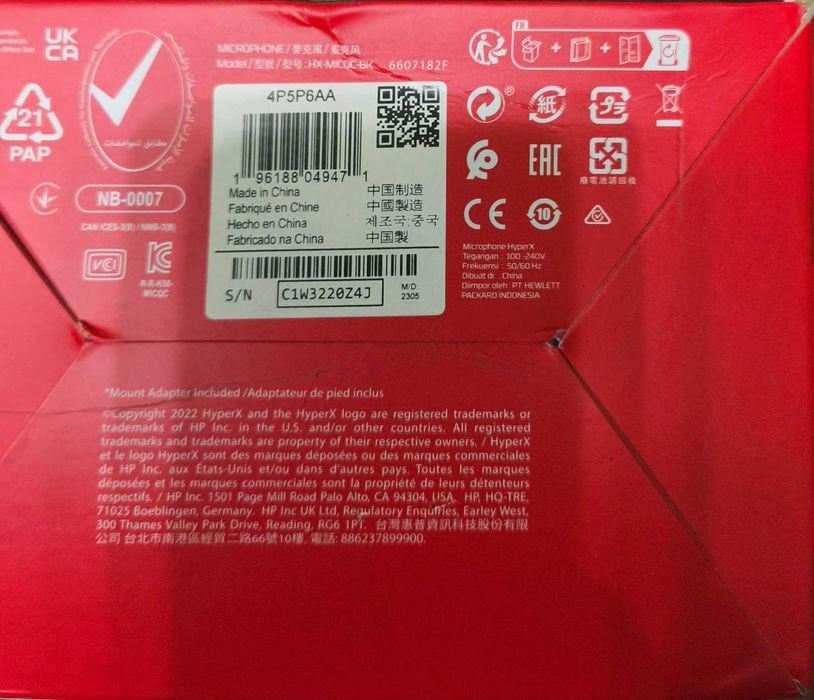 UK
CA
21
PAP
NB-0007
CAN ICES-3(B) / NMB-3(B)
VCI
R-R-K98-
MICQC
MICROPHONE / 麥克風 / 麦克风
Model / 型號 / 型号: HX-MICQC-BK 6607182F
4P5P6AA
1 96188 04947 1
Made in China 中国制造
Fabriqué en Chine 中國製造
Hecho en China 제조국:중국
Fabricado na China 中国製
S/N C1W3220Z4J
M/D
2305
FR
紙
プラ
EAC
廢電池請回收
CE
10
Microphone HyperX
Tegangan : 100 -240V
Frekuensi : 50/60 Hz
Dibuat di : China
Diimpor oleh : PT HEWLETT
PACKARD INDONESIA
*Mount Adapter Included /Adaptateur de pied inclus
©Copyright 2022 HyperX and the HyperX logo are registered trademarks or
trademarks of HP Inc. in the U.S. and/or other countries. All registered
trademarks and trademarks are property of their respective owners. / HyperX
et le logo HyperX sont des marques déposées ou des marques commerciales
de HP Inc. aux États-Unis et/ou dans d'autres pays. Toutes les marques
déposées et les marques commerciales sont la propriété de leurs détenteurs
respectifs. / HP Inc. 1501 Page Mill Road Palo Alto, CA 94304, USA. HP, HQ-TRE,
71025 Boeblingen, Germany. HP Inc UK Ltd, Regulatory Enquiries, Earley West,
300 Thames Valley Park Drive, Reading, RG6 1PT. 台灣惠普資訊科技股份有限
公司 台北市南港區經貿二路66號10樓. 電話: 886237899900.